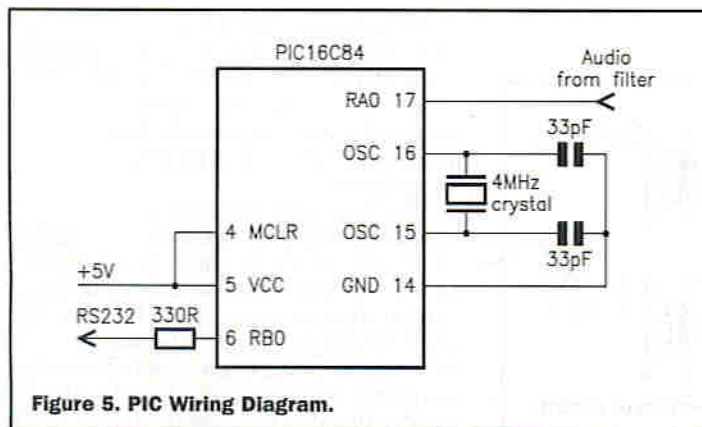 PIC16C84
Audio
from filter
RA0 17
33pF
OSC 16
4MHz
crystal
4 MCLR
OSC 15
+5V
33pF
5 VCC
GND 14
RS232 330R
6 RB0
Figure 5. PIC Wiring Diagram.